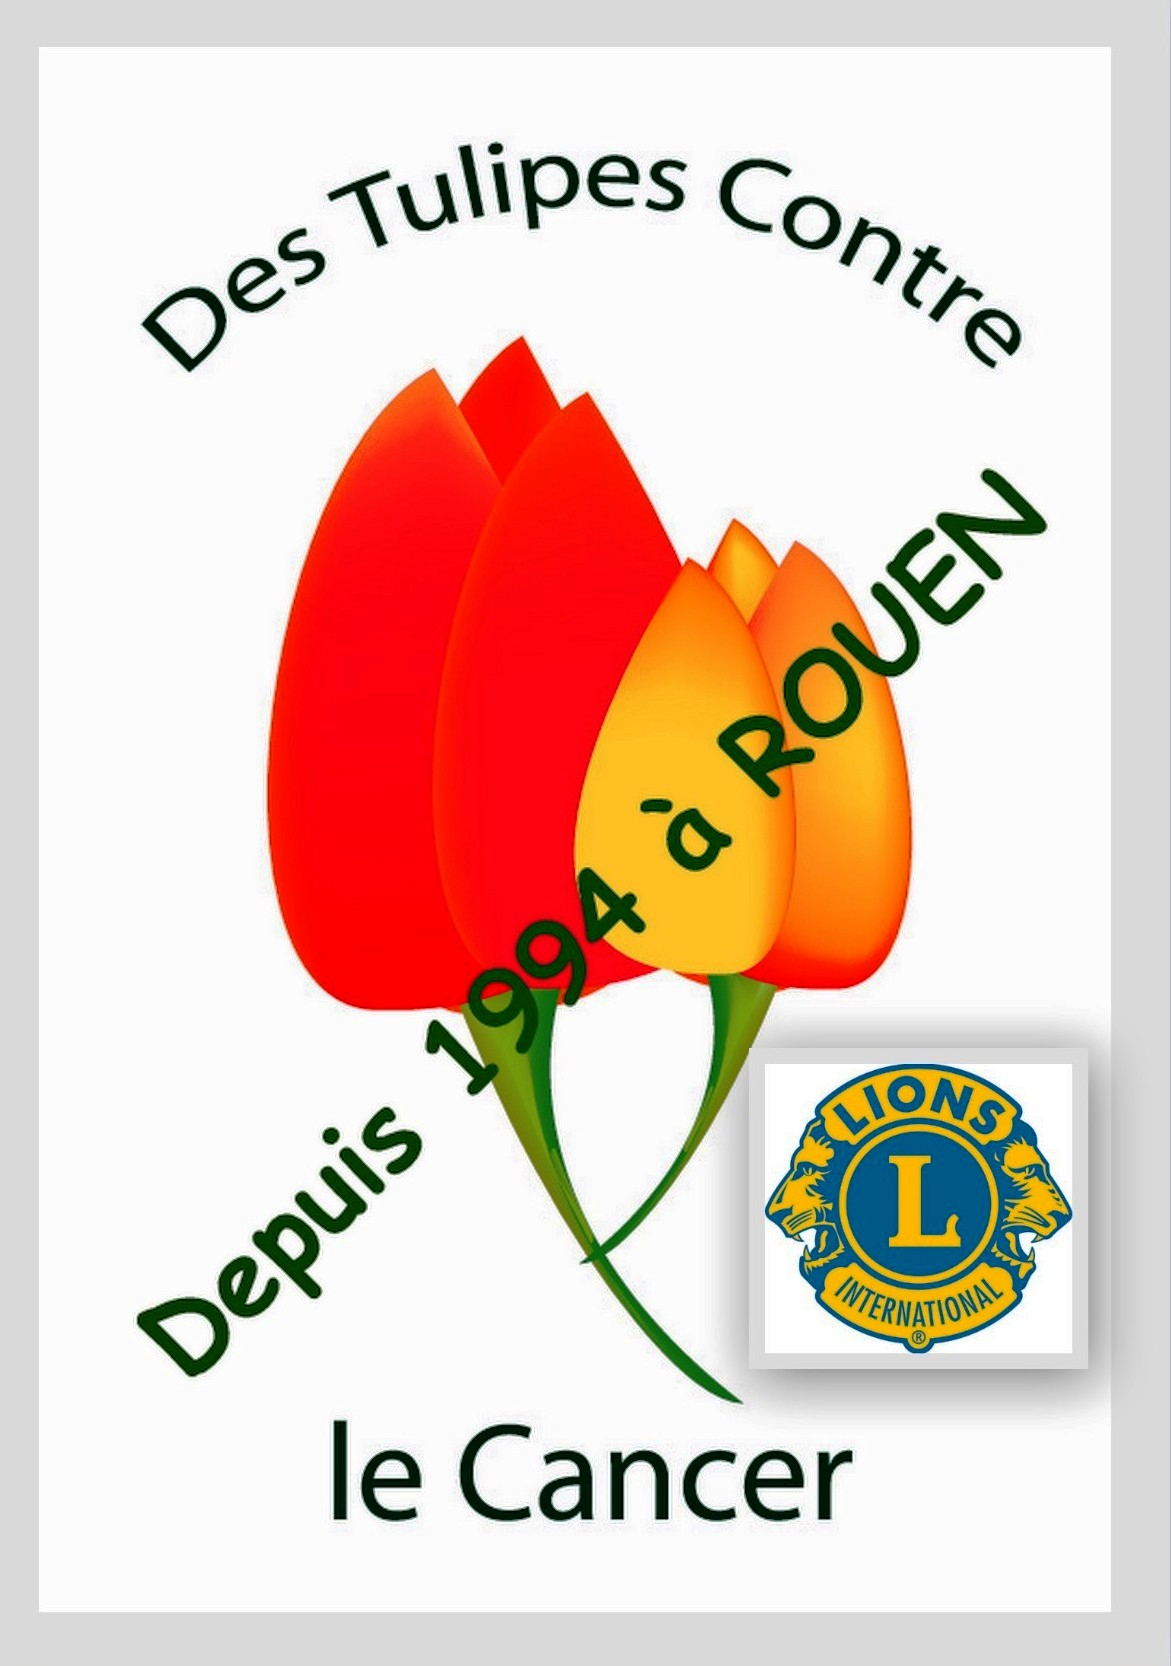 Des Tulipes Contre
Depuis 1994 à ROUEN
LIONS
L
INTERNATIONAL
®
le Cancer